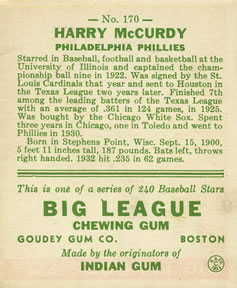 — No. 170 —
HARRY McCURDY
PHILADELPHIA PHILLIES
Starred in Baseball, football and basketball at the
University of Illinois and captained the cham-
pionship ball nine in 1922. Was signed by the St.
Louis Cardinals that year and sent to Houston in
the Texas League two years later. Finished 7th
among the leading batters of the Texas League
with an average of .361 in 124 games, in 1925.
Was bought by the Chicago White Sox. Spent
three years in Chicago, one in Toledo and went to
Phillies in 1930.
Born in Stephens Point, Wisc. Sept. 15, 1900,
5 feet 11 inches tall, 187 pounds. Bats left, throws
right handed. 1932 hit .235 in 62 games.
This is one of a series of 240 Baseball Stars
BIG LEAGUE
CHEWING GUM
GOUDEY GUM CO. BOSTON
Made by the originators of
INDIAN GUM